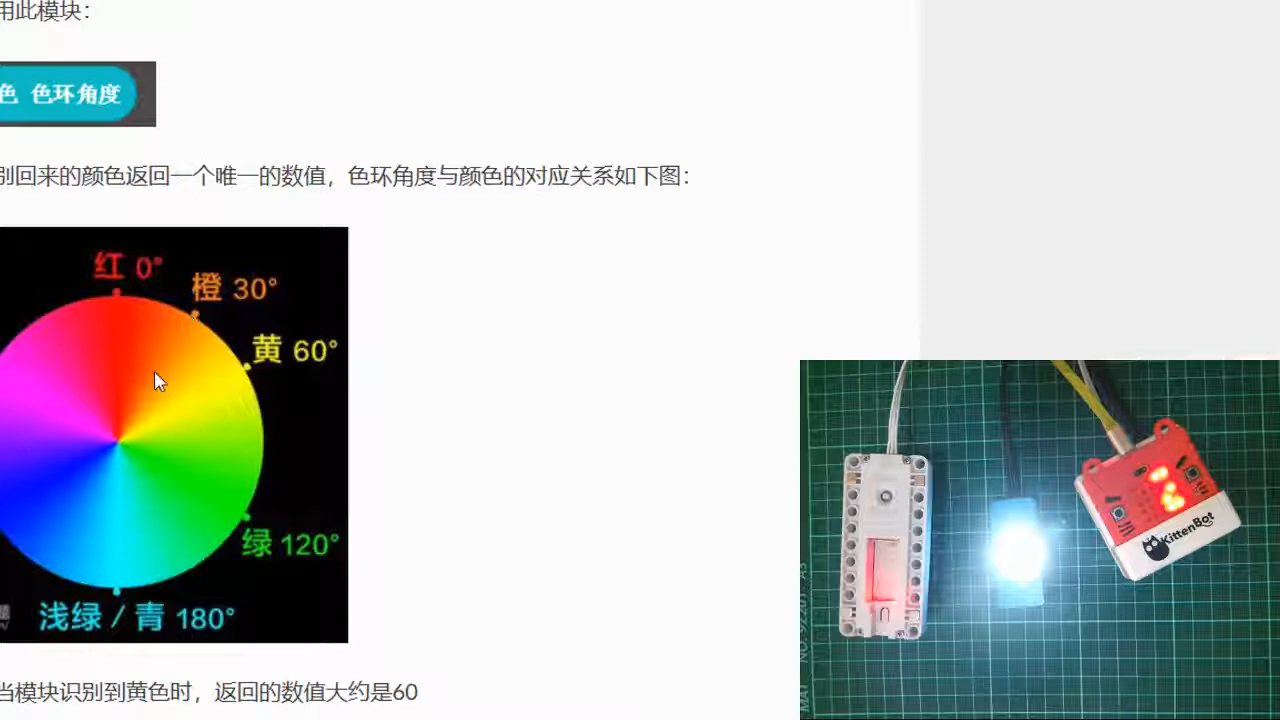 用此模块：
色 色环角度
别回来的颜色返回一个唯一的数值，色环角度与颜色的对应关系如下图：
红 0°
橙 30°
黄 60°
绿 120°
浅绿 / 青 180°
当模块识别到黄色时，返回的数值大约是60
KittenBot